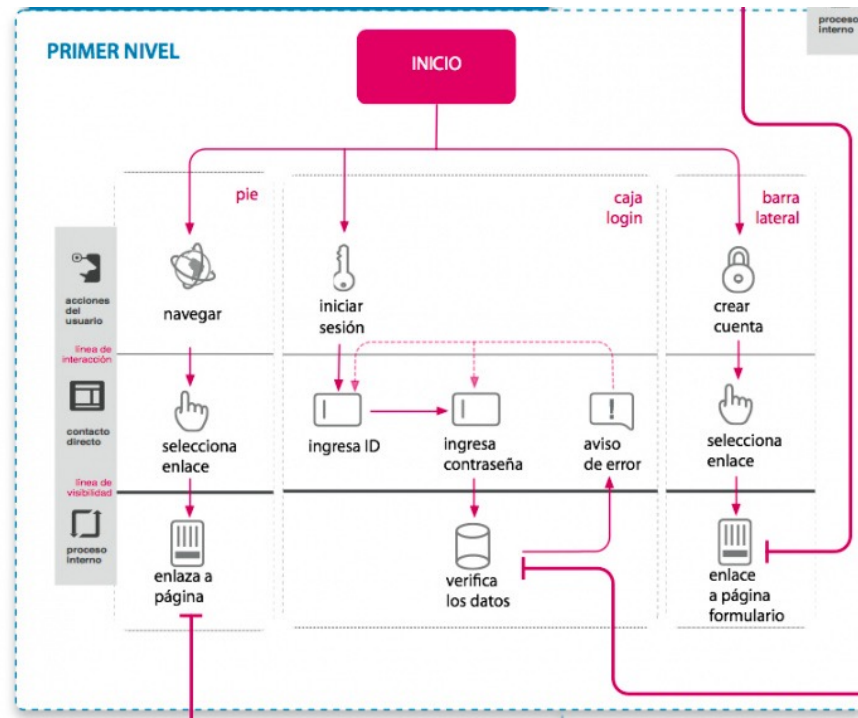 proceso
interno
PRIMER NIVEL
INICIO
pie
caja
login
barra
lateral
acciones
del
usuario
navegar
iniciar
sesión
crear
cuenta
línea de
interacción
contacto
directo
selecciona
enlace
ingresa ID
ingresa
contraseña
aviso
de error
selecciona
enlace
línea de
visibilidad
proceso
interno
enlaza a
página
verifica
los datos
enlace
a página
formulario